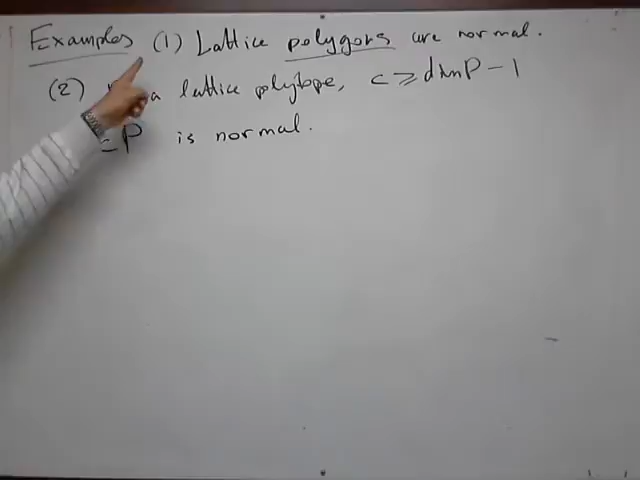 Examples (1) Lattice polygons are normal.
(2) a lattice polytope, c ≥ dim P - 1
P is normal.